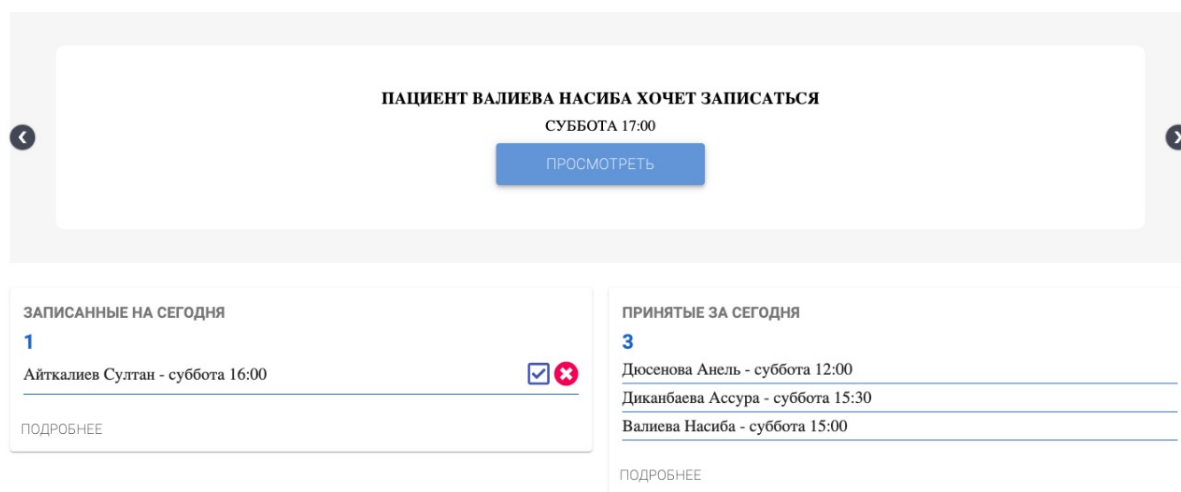 ПАЦИЕНТ ВАЛИЕВА НАСИБА ХОЧЕТ ЗАПИСАТЬСЯ
СУББОТА 17:00
ПРОСМОТРЕТЬ
ЗАПИСАННЫЕ НА СЕГОДНЯ
1
Айткалиев Султан - суббота 16:00
ПОДРОБНЕЕ
ПРИНЯТЫЕ ЗА СЕГОДНЯ
3
Дюсенова Анель - суббота 12:00
Диканбаева Ассура - суббота 15:30
Валиева Насиба - суббота 15:00
ПОДРОБНЕЕ